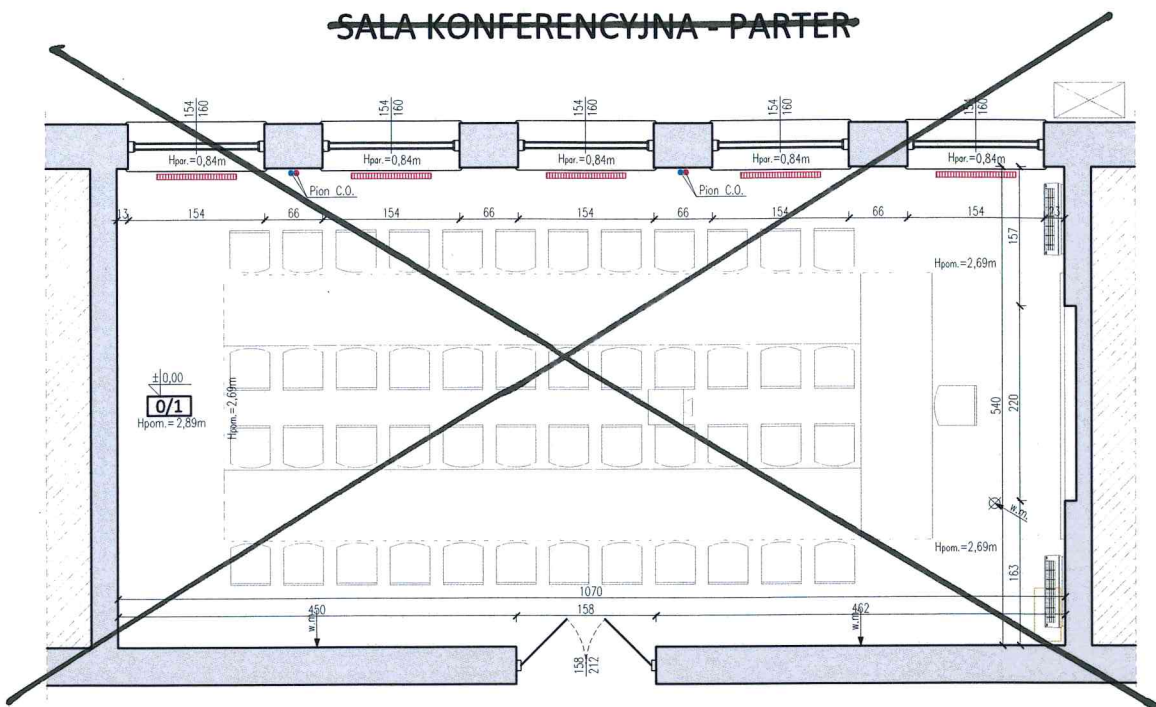 SALA KONFERENCYJNA - PARTER
154
160
154
160
154
160
154
160
154
160
Hpar.=0,84m
Hpar.=0,84m
Hpar.=0,84m
Hpar.=0,84m
Hpar.=0,84m
Pion C.O.
Pion C.O.
13
154
66
154
66
154
66
154
66
154
23
157
Hpom.=2,69m
±0,00
0/1
Hpom.=2,89m
Hpom.=2,69m
540
220
w.m.
Hpom.=2,69m
163
1070
450
158
462
w.m.
w.m.
158
212